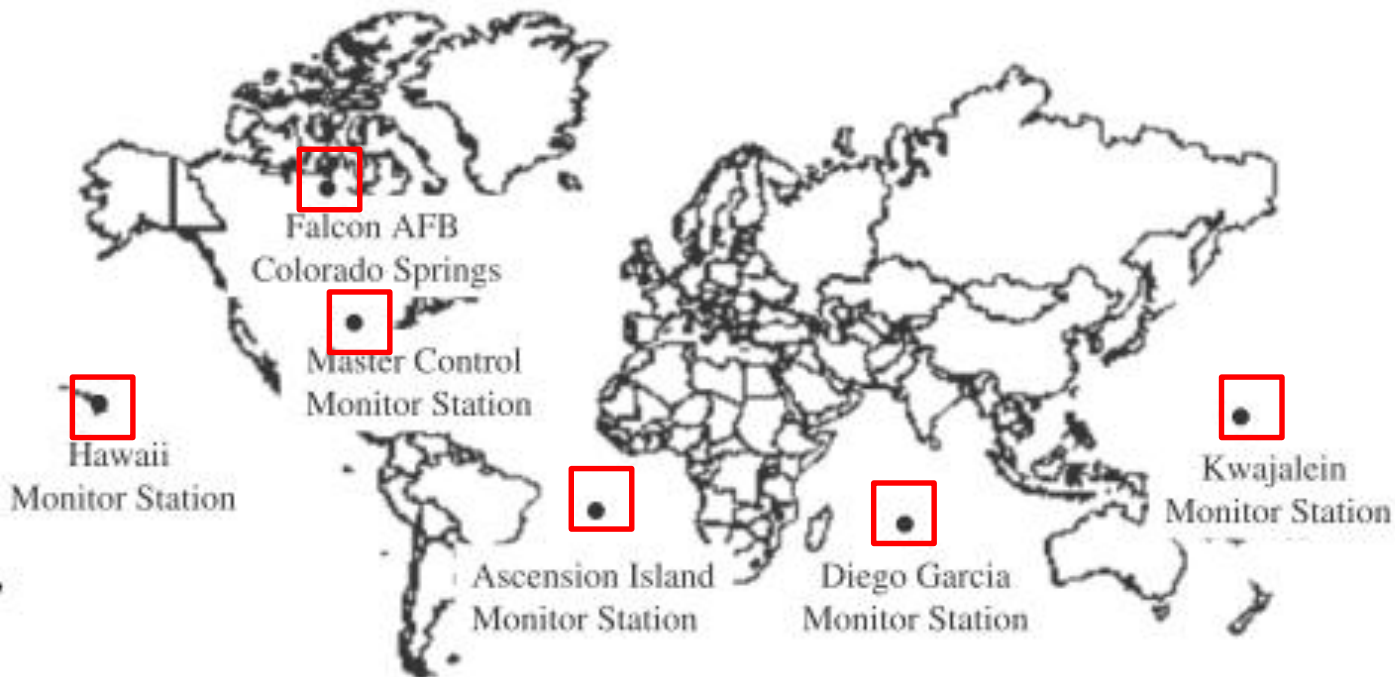 Falcon AFB
Colorado Springs
Master Control
Monitor Station
Hawaii
Monitor Station
Ascension Island
Monitor Station
Diego Garcia
Monitor Station
Kwajalein
Monitor Station